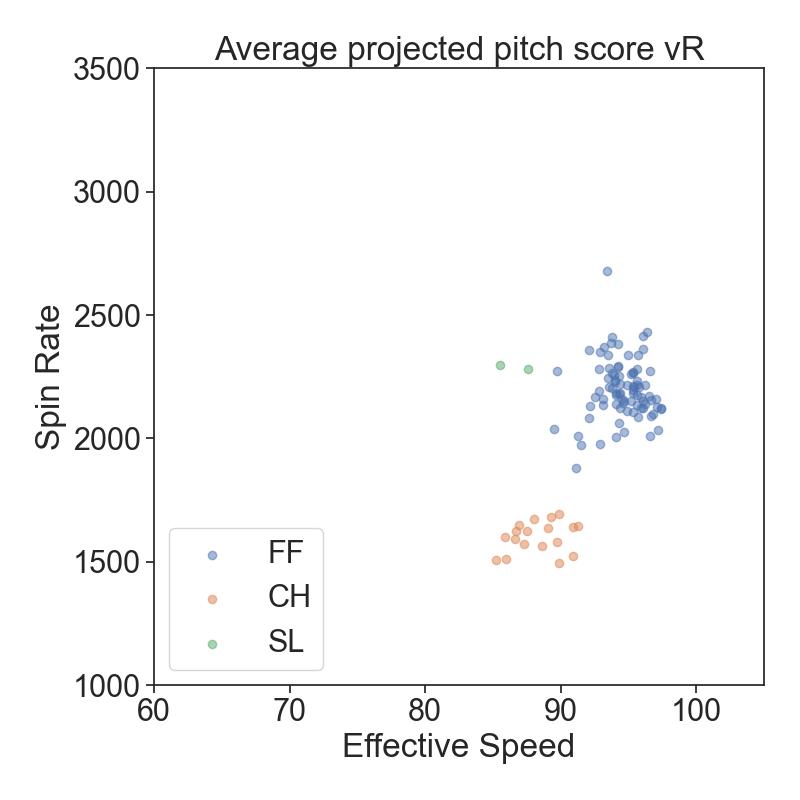 Average projected pitch score vR
3500
3000
2500
2000
1500
1000
Spin Rate
FF
CH
SL
60 70 80 90 100
Effective Speed